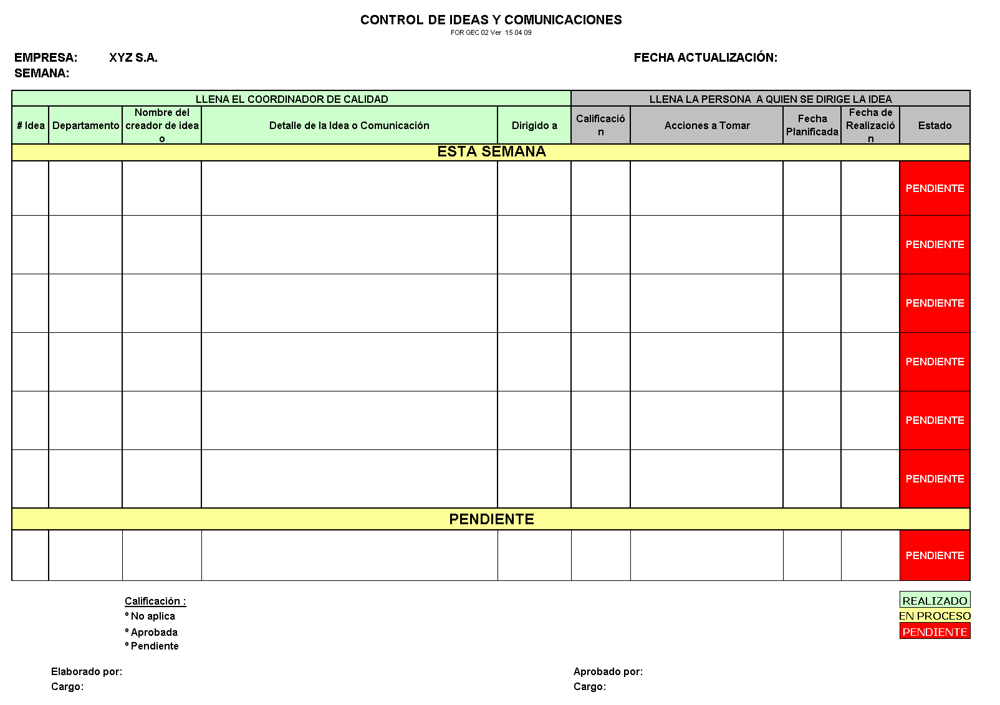 CONTROL DE IDEAS Y COMUNICACIONES
FOR GEC 02 Ver 15 04 09
EMPRESA: XYZ S.A. FECHA ACTUALIZACIÓN:
SEMANA:
LLENA EL COORDINADOR DE CALIDAD LLENA LA PERSONA A QUIEN SE DIRIGE LA IDEA
# Idea
Departamento
Nombre del
creador de idea
o
Detalle de la Idea o Comunicación
Dirigido a
Calificació
n
Acciones a Tomar
Fecha
Planificada
Fecha de
Realizació
n
Estado
ESTA SEMANA
PENDIENTE
PENDIENTE
PENDIENTE
PENDIENTE
PENDIENTE
PENDIENTE
PENDIENTE
PENDIENTE
Calificación :
º No aplica
º Aprobada
º Pendiente
REALIZADO
EN PROCESO
PENDIENTE
Elaborado por: Aprobado por:
Cargo: Cargo: